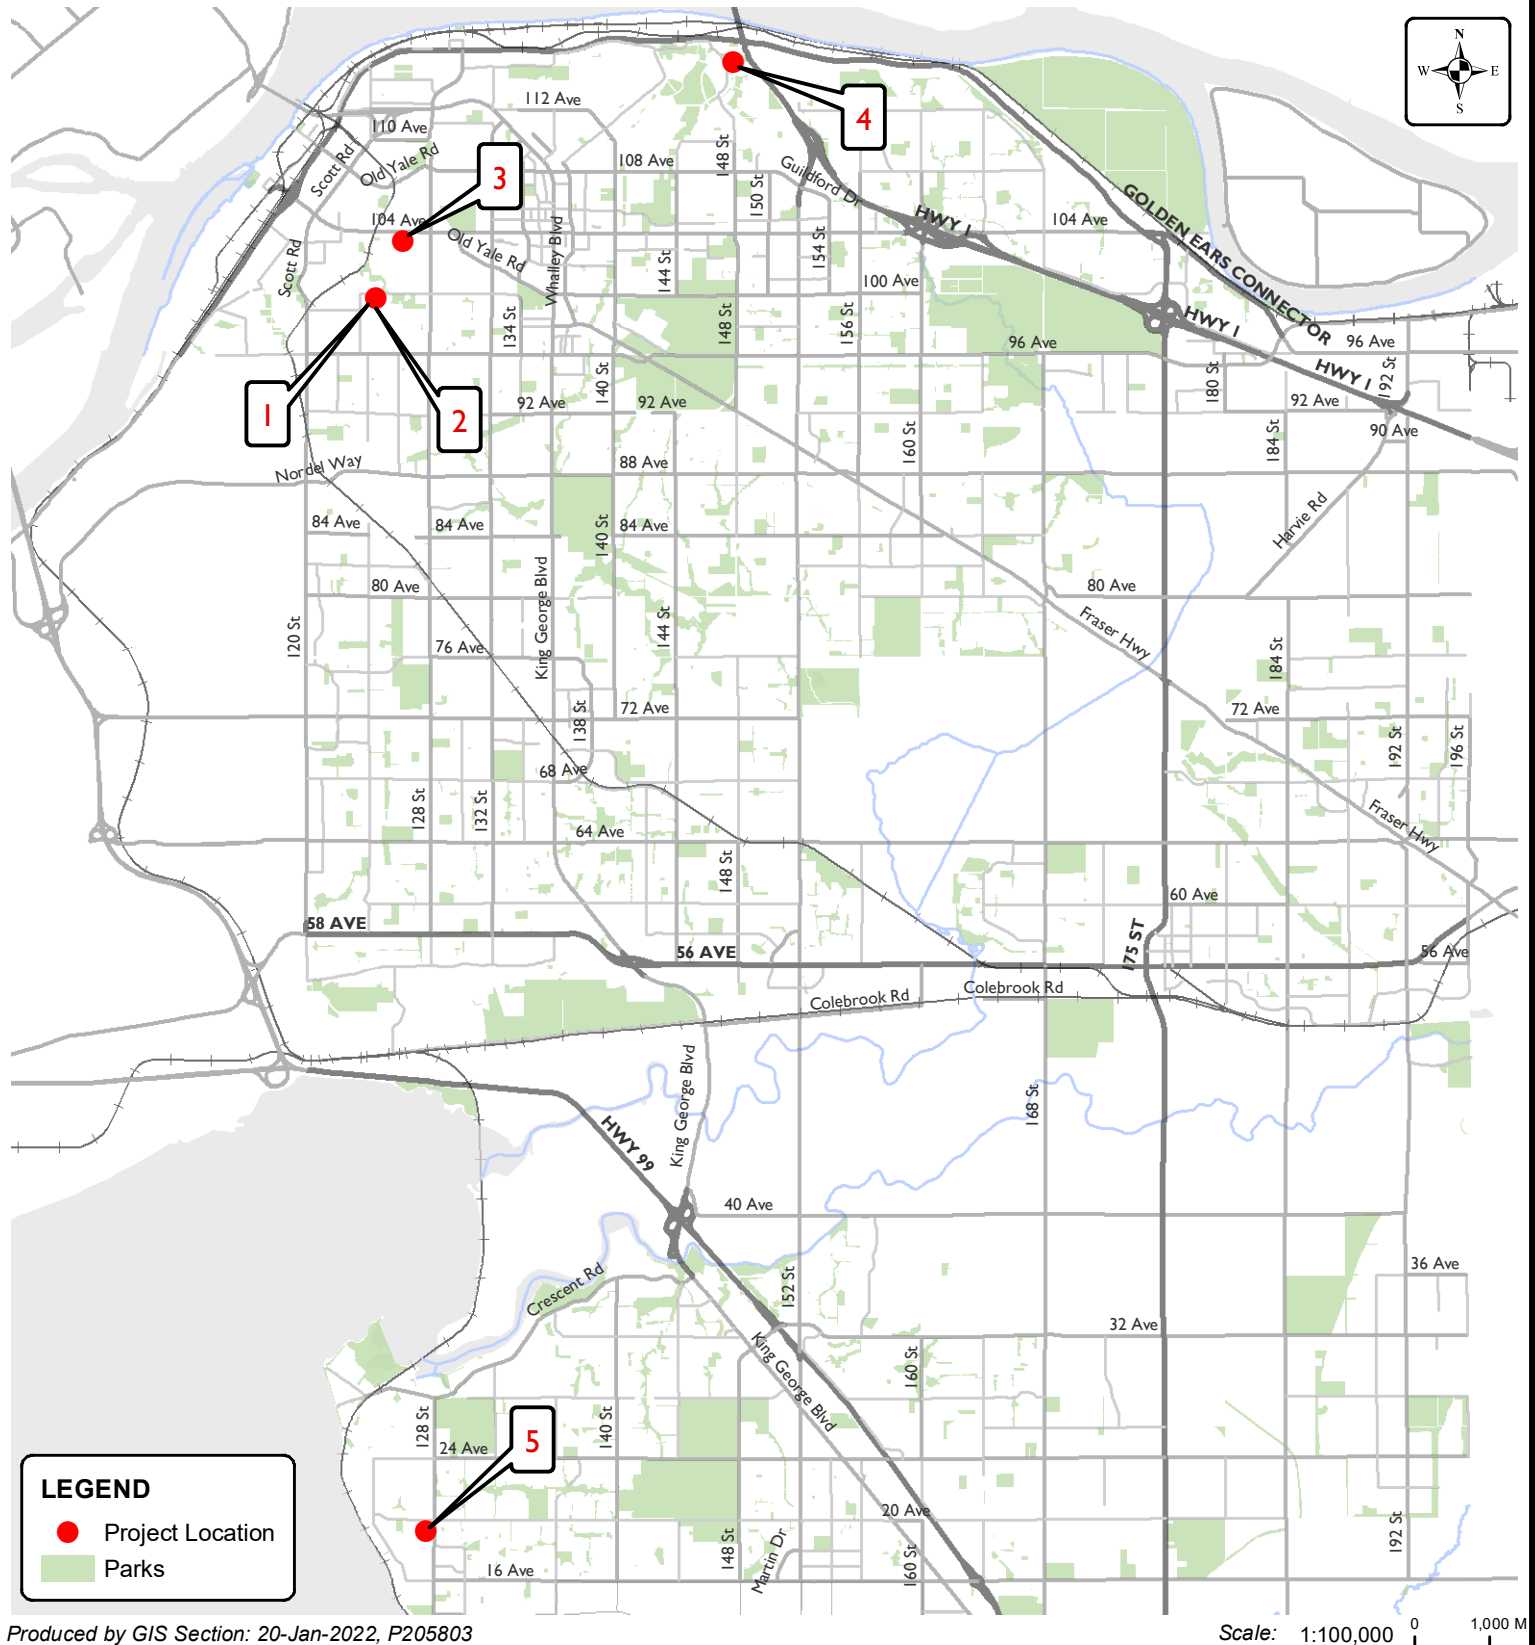 N
W E
S
112 Ave
4
110 Ave
Old Yale Rd
Scott Rd
3
108 Ave
148 St
150 St
Guildford Dr
HWY 1
GOLDEN EARS CONNECTOR
104 Ave
104 Ave
Old Yale Rd
Whalley Blvd
144 St
154 St
Scott Rd
100 Ave
134 St
148 St
156 St
HWY 1
96 Ave
96 Ave
HWY 1
140 St
180 St
192 St
1
2
92 Ave
92 Ave
92 Ave
90 Ave
160 St
184 St
Nordel Way
88 Ave
84 Ave
84 Ave
140 St
84 Ave
Harvie Rd
80 Ave
King George Blvd
80 Ave
120 St
144 St
Fraser Hwy
76 Ave
184 St
138 St
72 Ave
72 Ave
192 St
196 St
68 Ave
128 St
132 St
64 Ave
Fraser Hwy
148 St
60 Ave
58 AVE
56 AVE
175 ST
56 Ave
Colebrook Rd
Colebrook Rd
King George Blvd
HWY 99
168 St
40 Ave
Crescent Rd
152 St
36 Ave
32 Ave
King George Blvd
160 St
128 St
24 Ave
5
140 St
20 Ave
148 St
Martin Dr
160 St
192 St
16 Ave
LEGEND
Project Location
Parks
Produced by GIS Section: 20-Jan-2022, P205803
Scale: 1:100,000 0 1,000 M